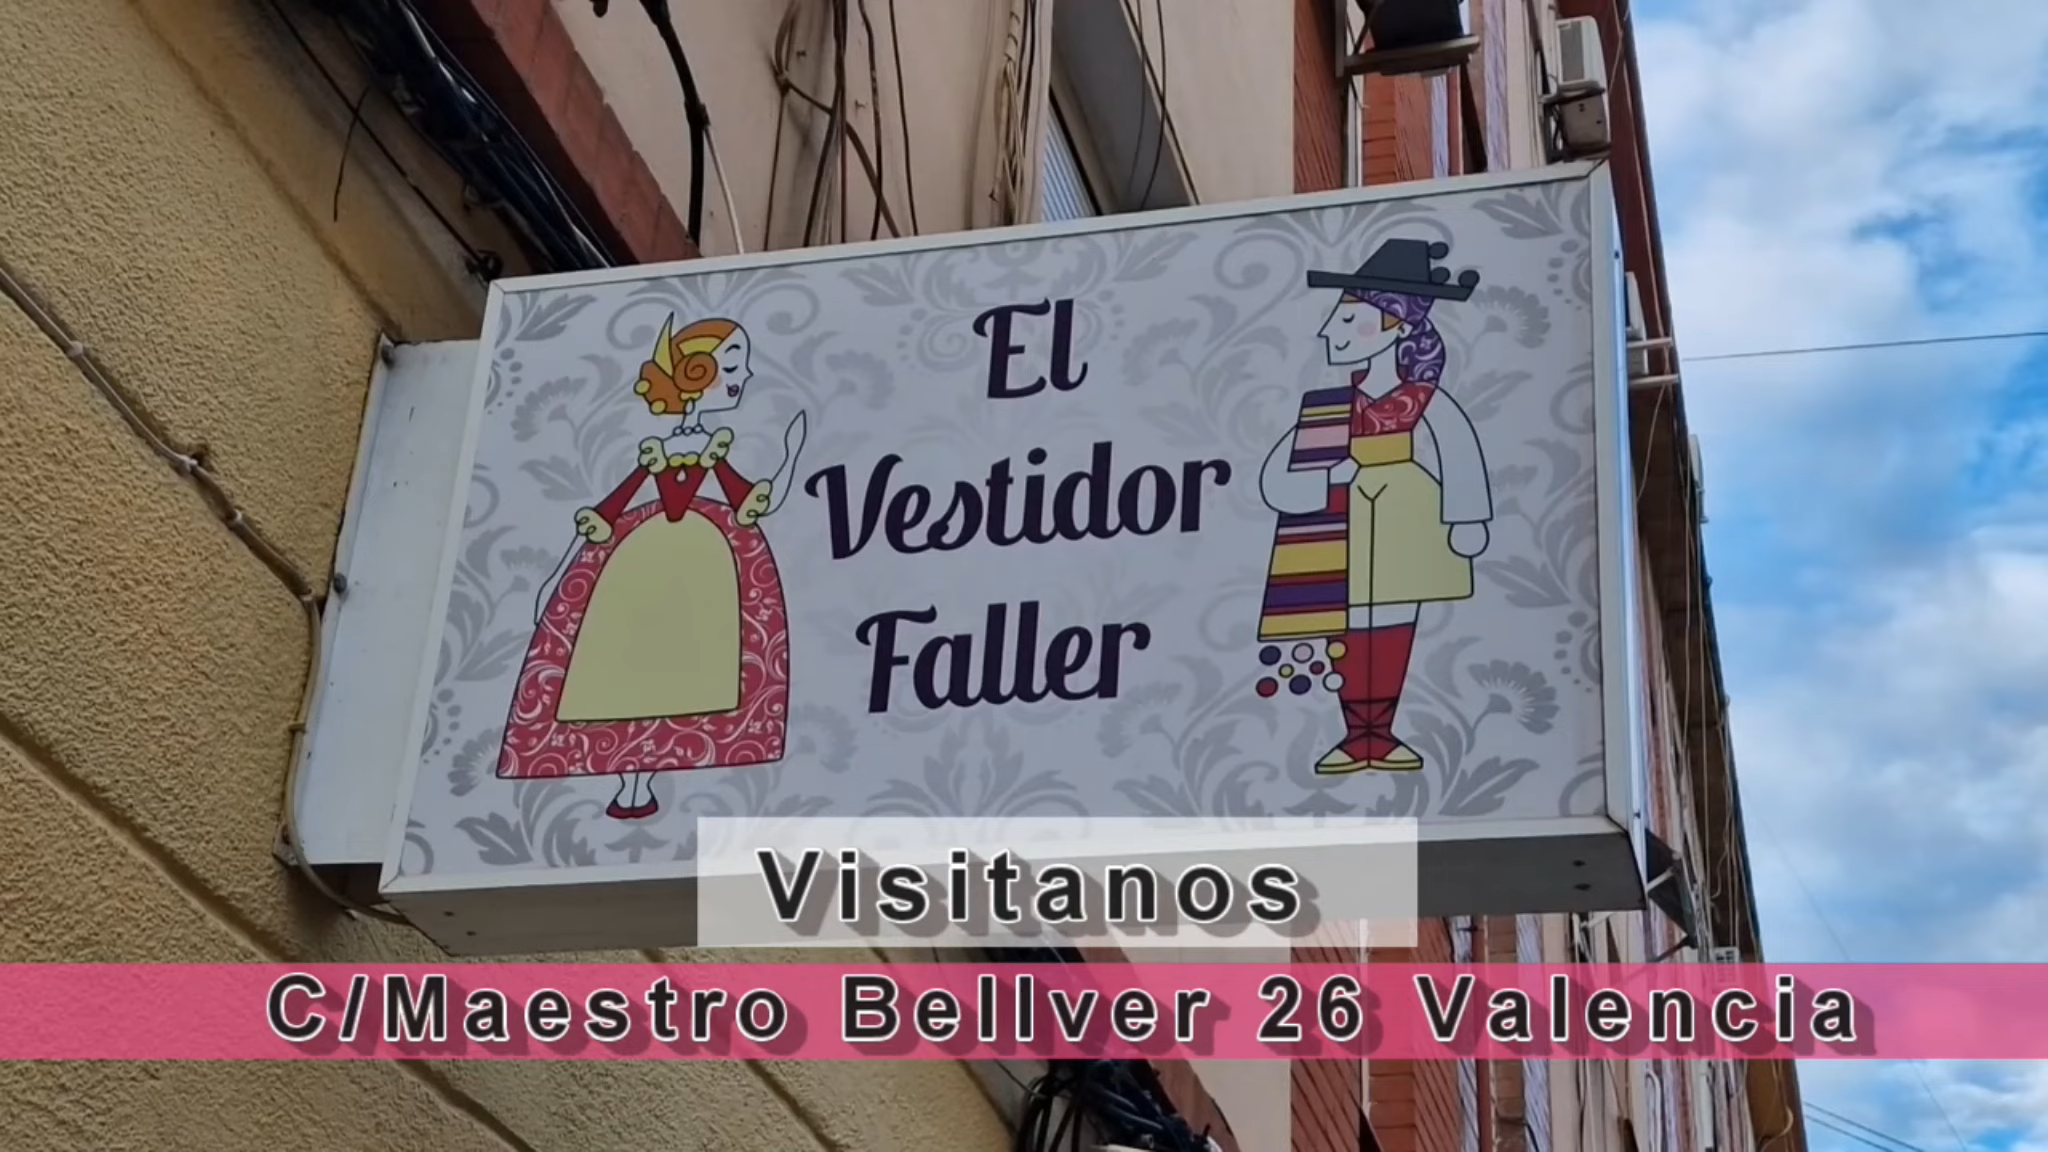 El
Vestidor
Faller
Visitanos
C/Maestro Bellver 26 Valencia